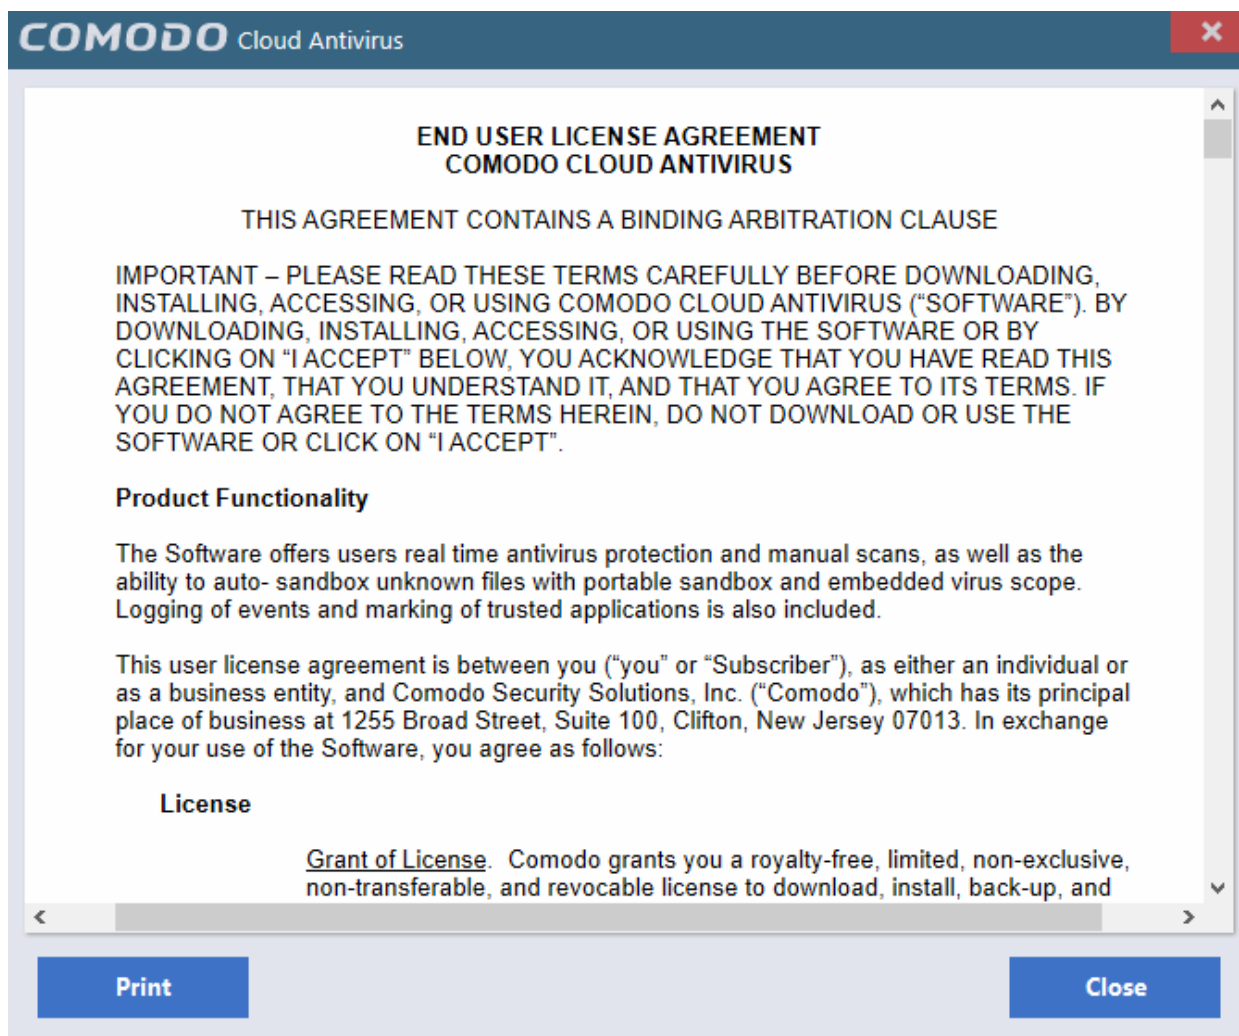 COMODO Cloud Antivirus
END USER LICENSE AGREEMENT
COMODO CLOUD ANTIVIRUS
THIS AGREEMENT CONTAINS A BINDING ARBITRATION CLAUSE
IMPORTANT – PLEASE READ THESE TERMS CAREFULLY BEFORE DOWNLOADING,
INSTALLING, ACCESSING, OR USING COMODO CLOUD ANTIVIRUS (“SOFTWARE”). BY
DOWNLOADING, INSTALLING, ACCESSING, OR USING THE SOFTWARE OR BY
CLICKING ON “I ACCEPT” BELOW, YOU ACKNOWLEDGE THAT YOU HAVE READ THIS
AGREEMENT, THAT YOU UNDERSTAND IT, AND THAT YOU AGREE TO ITS TERMS. IF
YOU DO NOT AGREE TO THE TERMS HEREIN, DO NOT DOWNLOAD OR USE THE
SOFTWARE OR CLICK ON “I ACCEPT”.
Product Functionality
The Software offers users real time antivirus protection and manual scans, as well as the
ability to auto- sandbox unknown files with portable sandbox and embedded virus scope.
Logging of events and marking of trusted applications is also included.
This user license agreement is between you (“you” or “Subscriber”), as either an individual or
as a business entity, and Comodo Security Solutions, Inc. (“Comodo”), which has its principal
place of business at 1255 Broad Street, Suite 100, Clifton, New Jersey 07013. In exchange
for your use of the Software, you agree as follows:
License
Grant of License.  Comodo grants you a royalty-free, limited, non-exclusive,
non-transferable, and revocable license to download, install, back-up, and
Print
Close